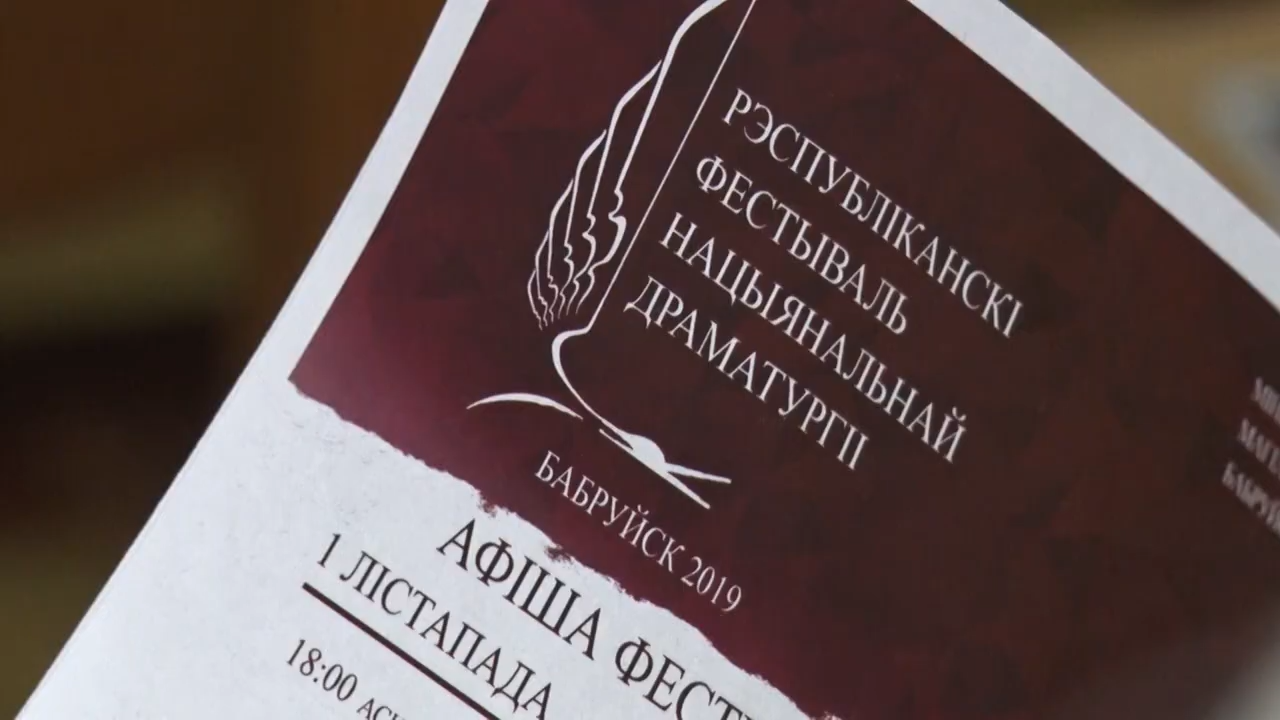 РЭСПУБЛІКАНСКІ
ФЕСТЫВАЛЬ
НАЦЫЯНАЛЬНАЙ
ДРАМАТУРГІІ
БАБРУЙСК 2019
АФІША
1 ЛІСТАПАДА
18:00